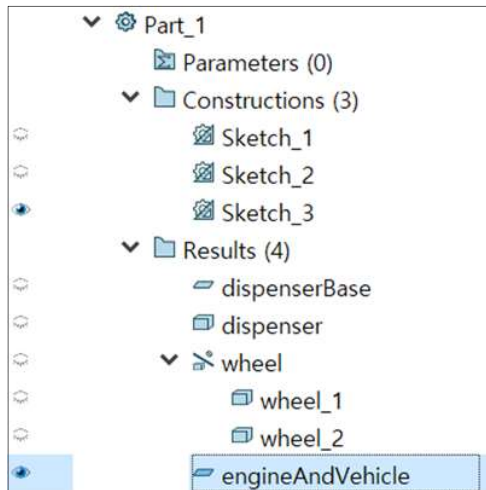 Part_1
Parameters (0)
Constructions (3)
Sketch_1
Sketch_2
Sketch_3
Results (4)
dispenserBase
dispenser
wheel
wheel_1
wheel_2
engineAndVehicle